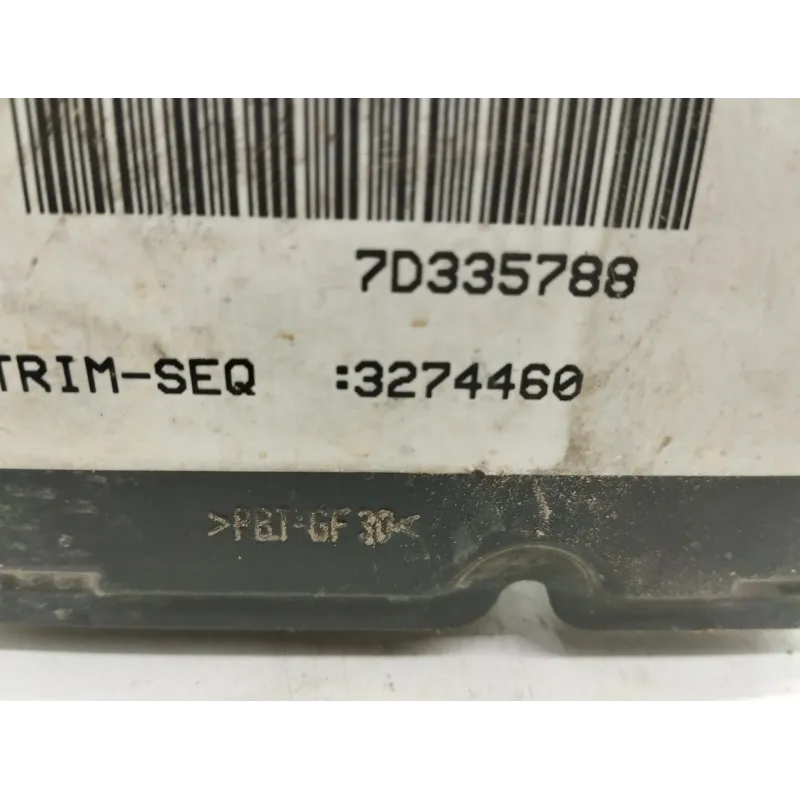 7D335788
TRIM-SEQ :3274460
>PBT-GF30<